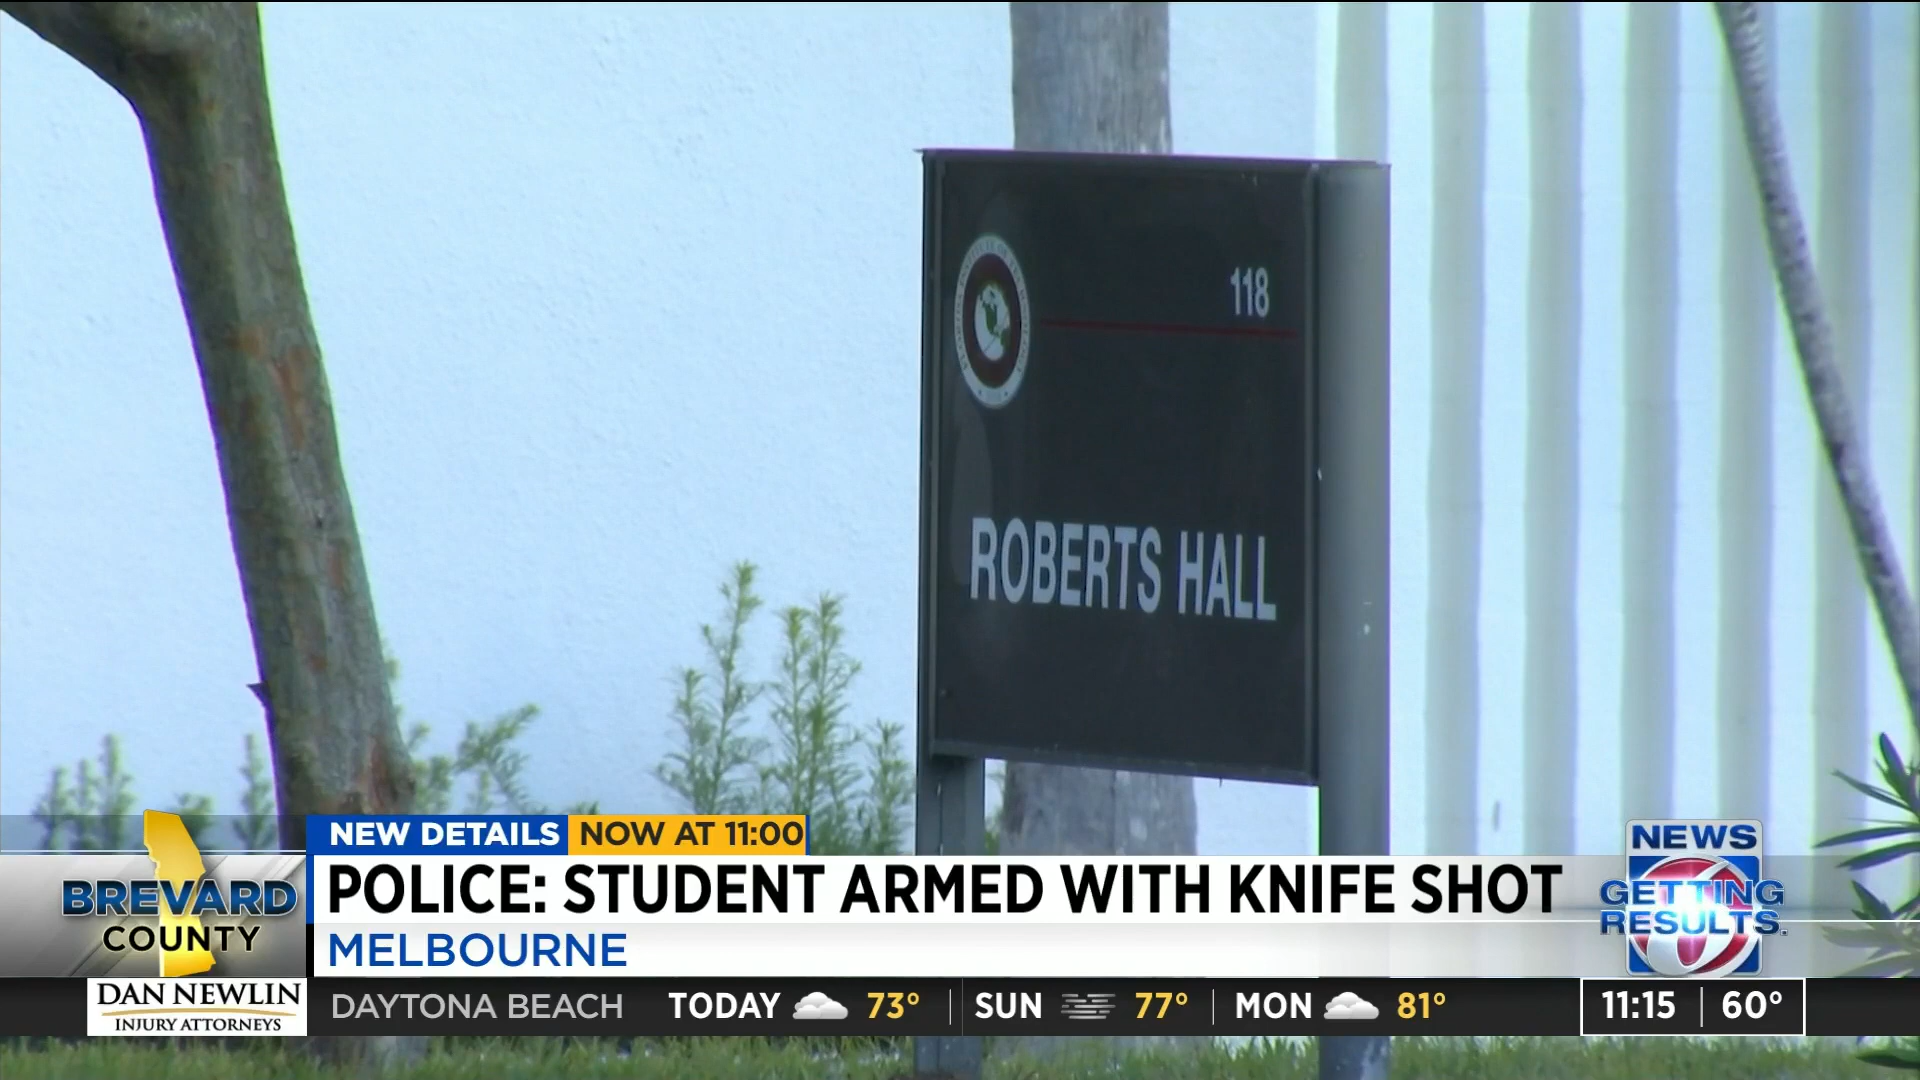 118
ROBERTS HALL
NEW DETAILS NOW AT 11:00
POLICE: STUDENT ARMED WITH KNIFE SHOT
MELBOURNE
BREVARD
COUNTY
NEWS
GETTING
RESULTS.
DAN NEWLIN
INJURY ATTORNEYS
DAYTONA BEACH TODAY 73° SUN 77° MON 81°
11:15 60°